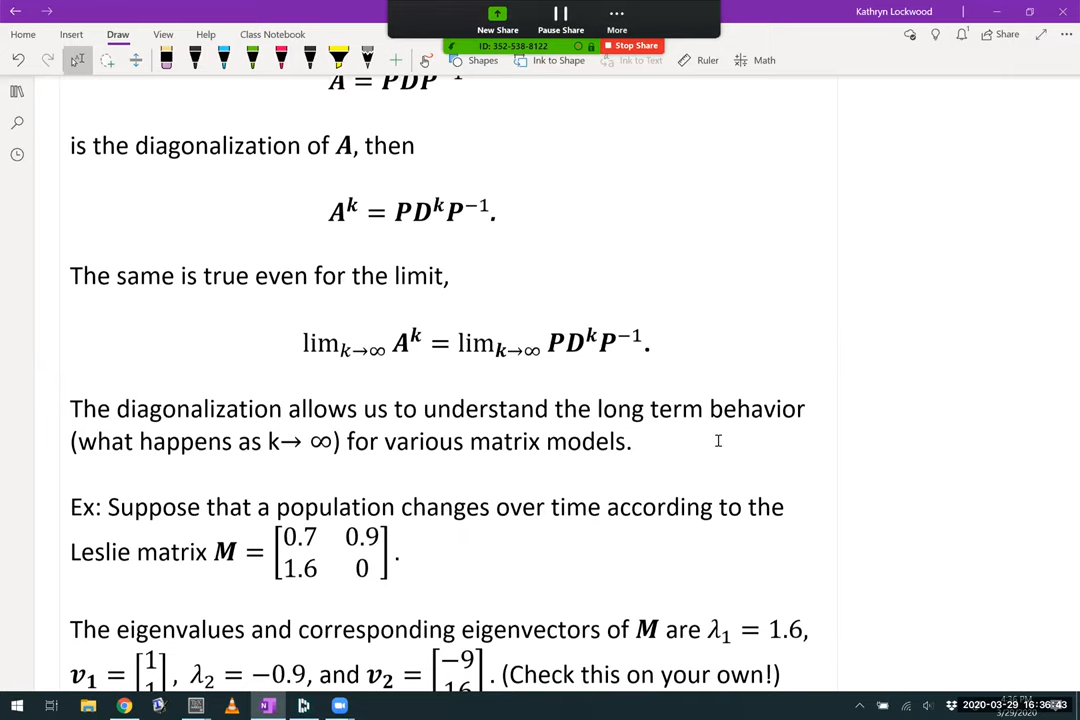 Kathryn Lockwood
New Share
Pause Share
More
Home Insert Draw View Help Class Notebook
ID: 352-538-8122
Stop Share
Share
Shapes
Ink to Shape
Ink to Text
Ruler
Math
A = PDP⁻¹
is the diagonalization of A, then
Aᵏ = PDᵏP⁻¹.
The same is true even for the limit,
limₖ→∞ Aᵏ = limₖ→∞ PDᵏP⁻¹.
The diagonalization allows us to understand the long term behavior
(what happens as k→ ∞) for various matrix models.
Ex: Suppose that a population changes over time according to the
Leslie matrix M = [0.7 0.9
1.6 0] .
The eigenvalues and corresponding eigenvectors of M are λ₁ = 1.6,
v₁ = [1
1], λ₂ = −0.9, and v₂ = [−9
16]. (Check this on your own!)
2020-03-29 16:36:43